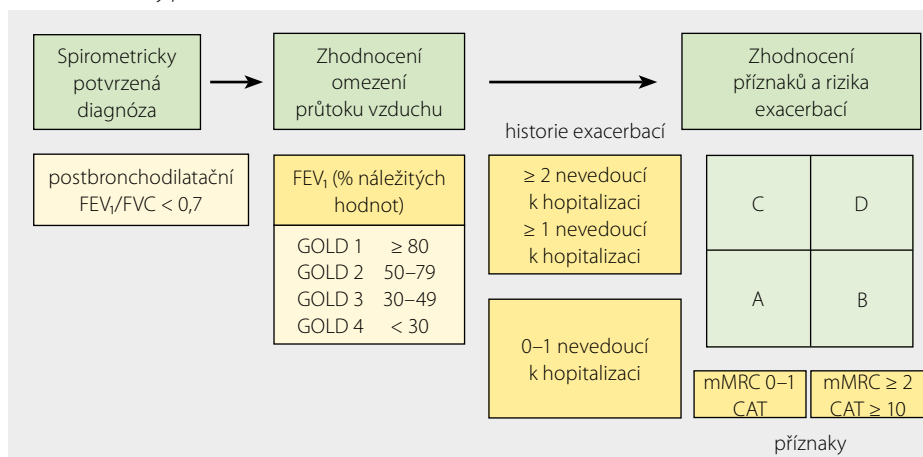 Spirometricky
potvrzená
diagnóza
Zhodnocení
omezení
průtoku vzduchu
Zhodnocení
příznaků a rizika
exacerbací
historie exacerbací
postbronchodilatační
FEV₁/FVC < 0,7
FEV₁ (% náležitých
hodnot)
GOLD 1 ≥ 80
GOLD 2 50–79
GOLD 3 30–49
GOLD 4 < 30
≥ 2 nevedoucí
k hopitalizaci
≥ 1 nevedoucí
k hopitalizaci
0–1 nevedoucí
k hopitalizaci
C D
A B
mMRC 0–1
CAT
mMRC ≥ 2
CAT ≥ 10
příznaky